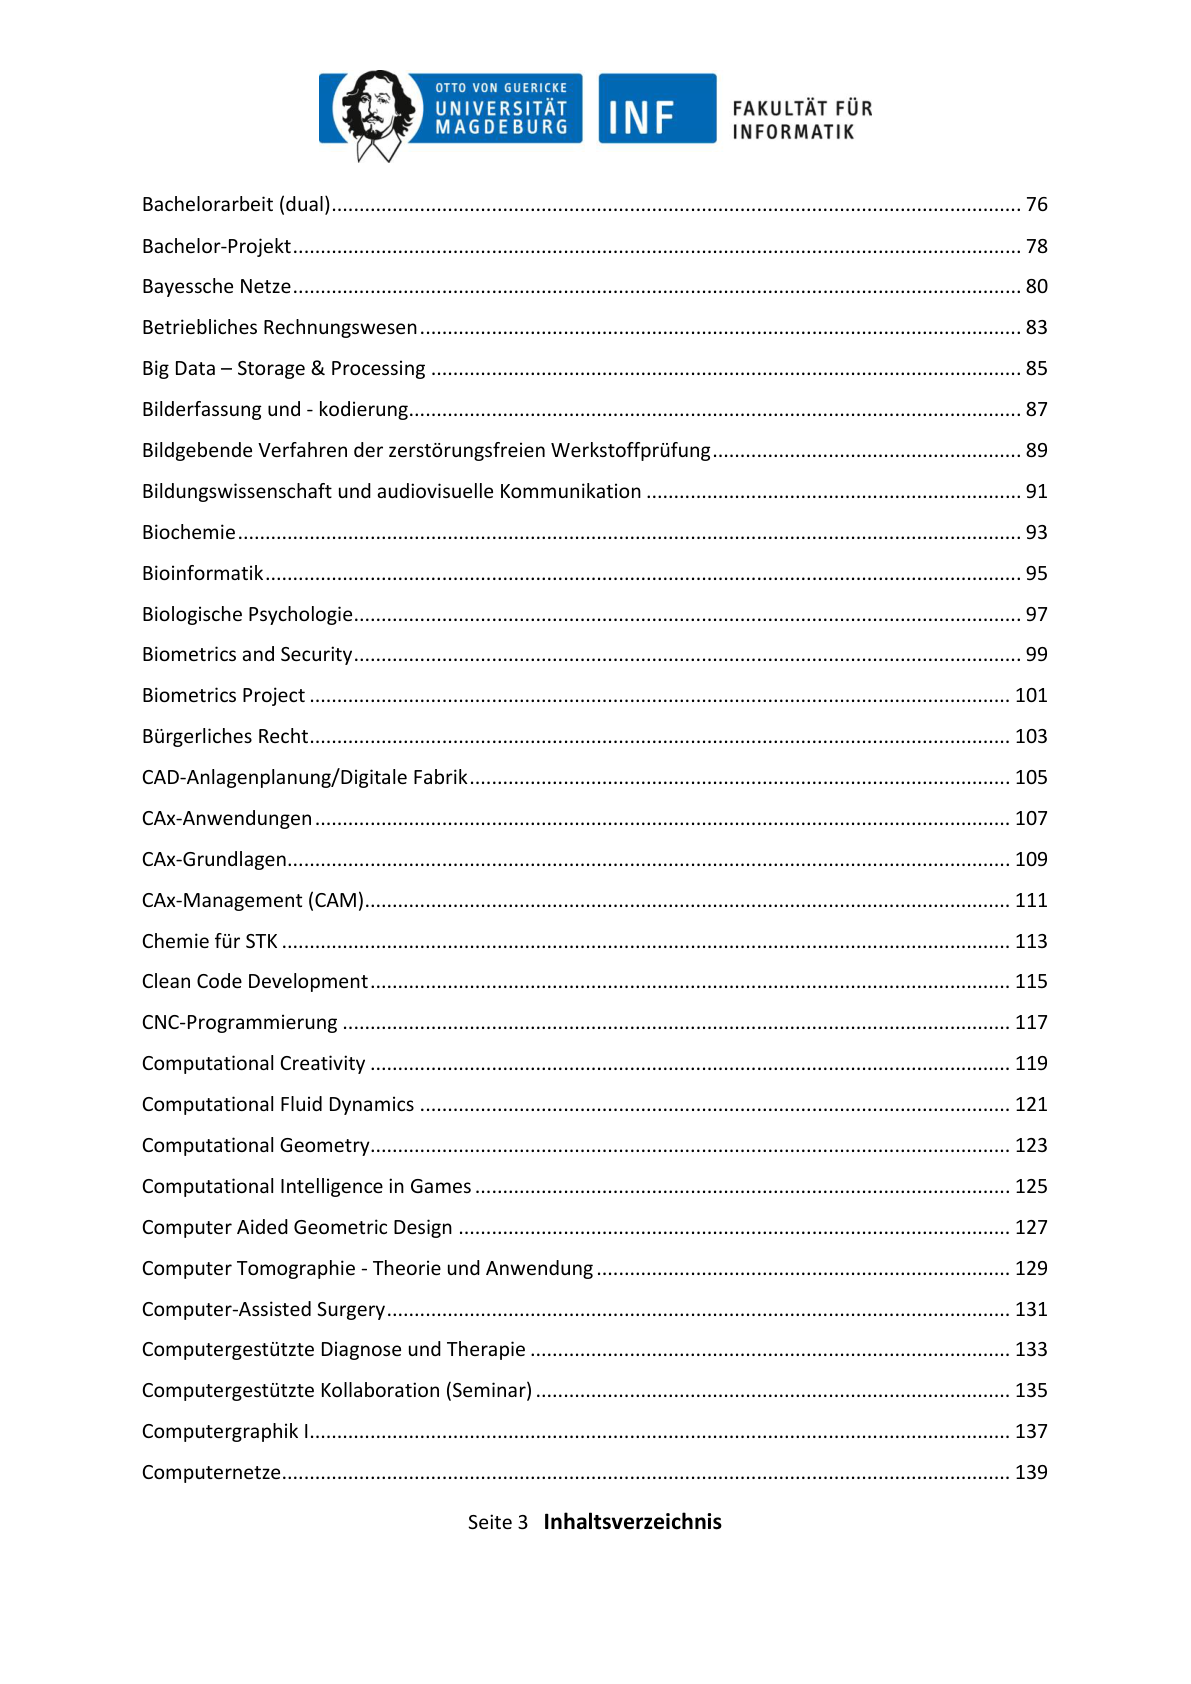 OTTO VON GUERICKE
UNIVERSITÄT
MAGDEBURG
INF
FAKULTÄT FÜR
INFORMATIK
Bachelorarbeit (dual) 76
Bachelor-Projekt 78
Bayessche Netze 80
Betriebliches Rechnungswesen 83
Big Data – Storage & Processing 85
Bilderfassung und - kodierung 87
Bildgebende Verfahren der zerstörungsfreien Werkstoffprüfung 89
Bildungswissenschaft und audiovisuelle Kommunikation 91
Biochemie 93
Bioinformatik 95
Biologische Psychologie 97
Biometrics and Security 99
Biometrics Project 101
Bürgerliches Recht 103
CAD-Anlagenplanung/Digitale Fabrik 105
CAx-Anwendungen 107
CAx-Grundlagen 109
CAx-Management (CAM) 111
Chemie für STK 113
Clean Code Development 115
CNC-Programmierung 117
Computational Creativity 119
Computational Fluid Dynamics 121
Computational Geometry 123
Computational Intelligence in Games 125
Computer Aided Geometric Design 127
Computer Tomographie - Theorie und Anwendung 129
Computer-Assisted Surgery 131
Computergestützte Diagnose und Therapie 133
Computergestützte Kollaboration (Seminar) 135
Computergraphik I 137
Computernetze 139
Seite 3 Inhaltsverzeichnis